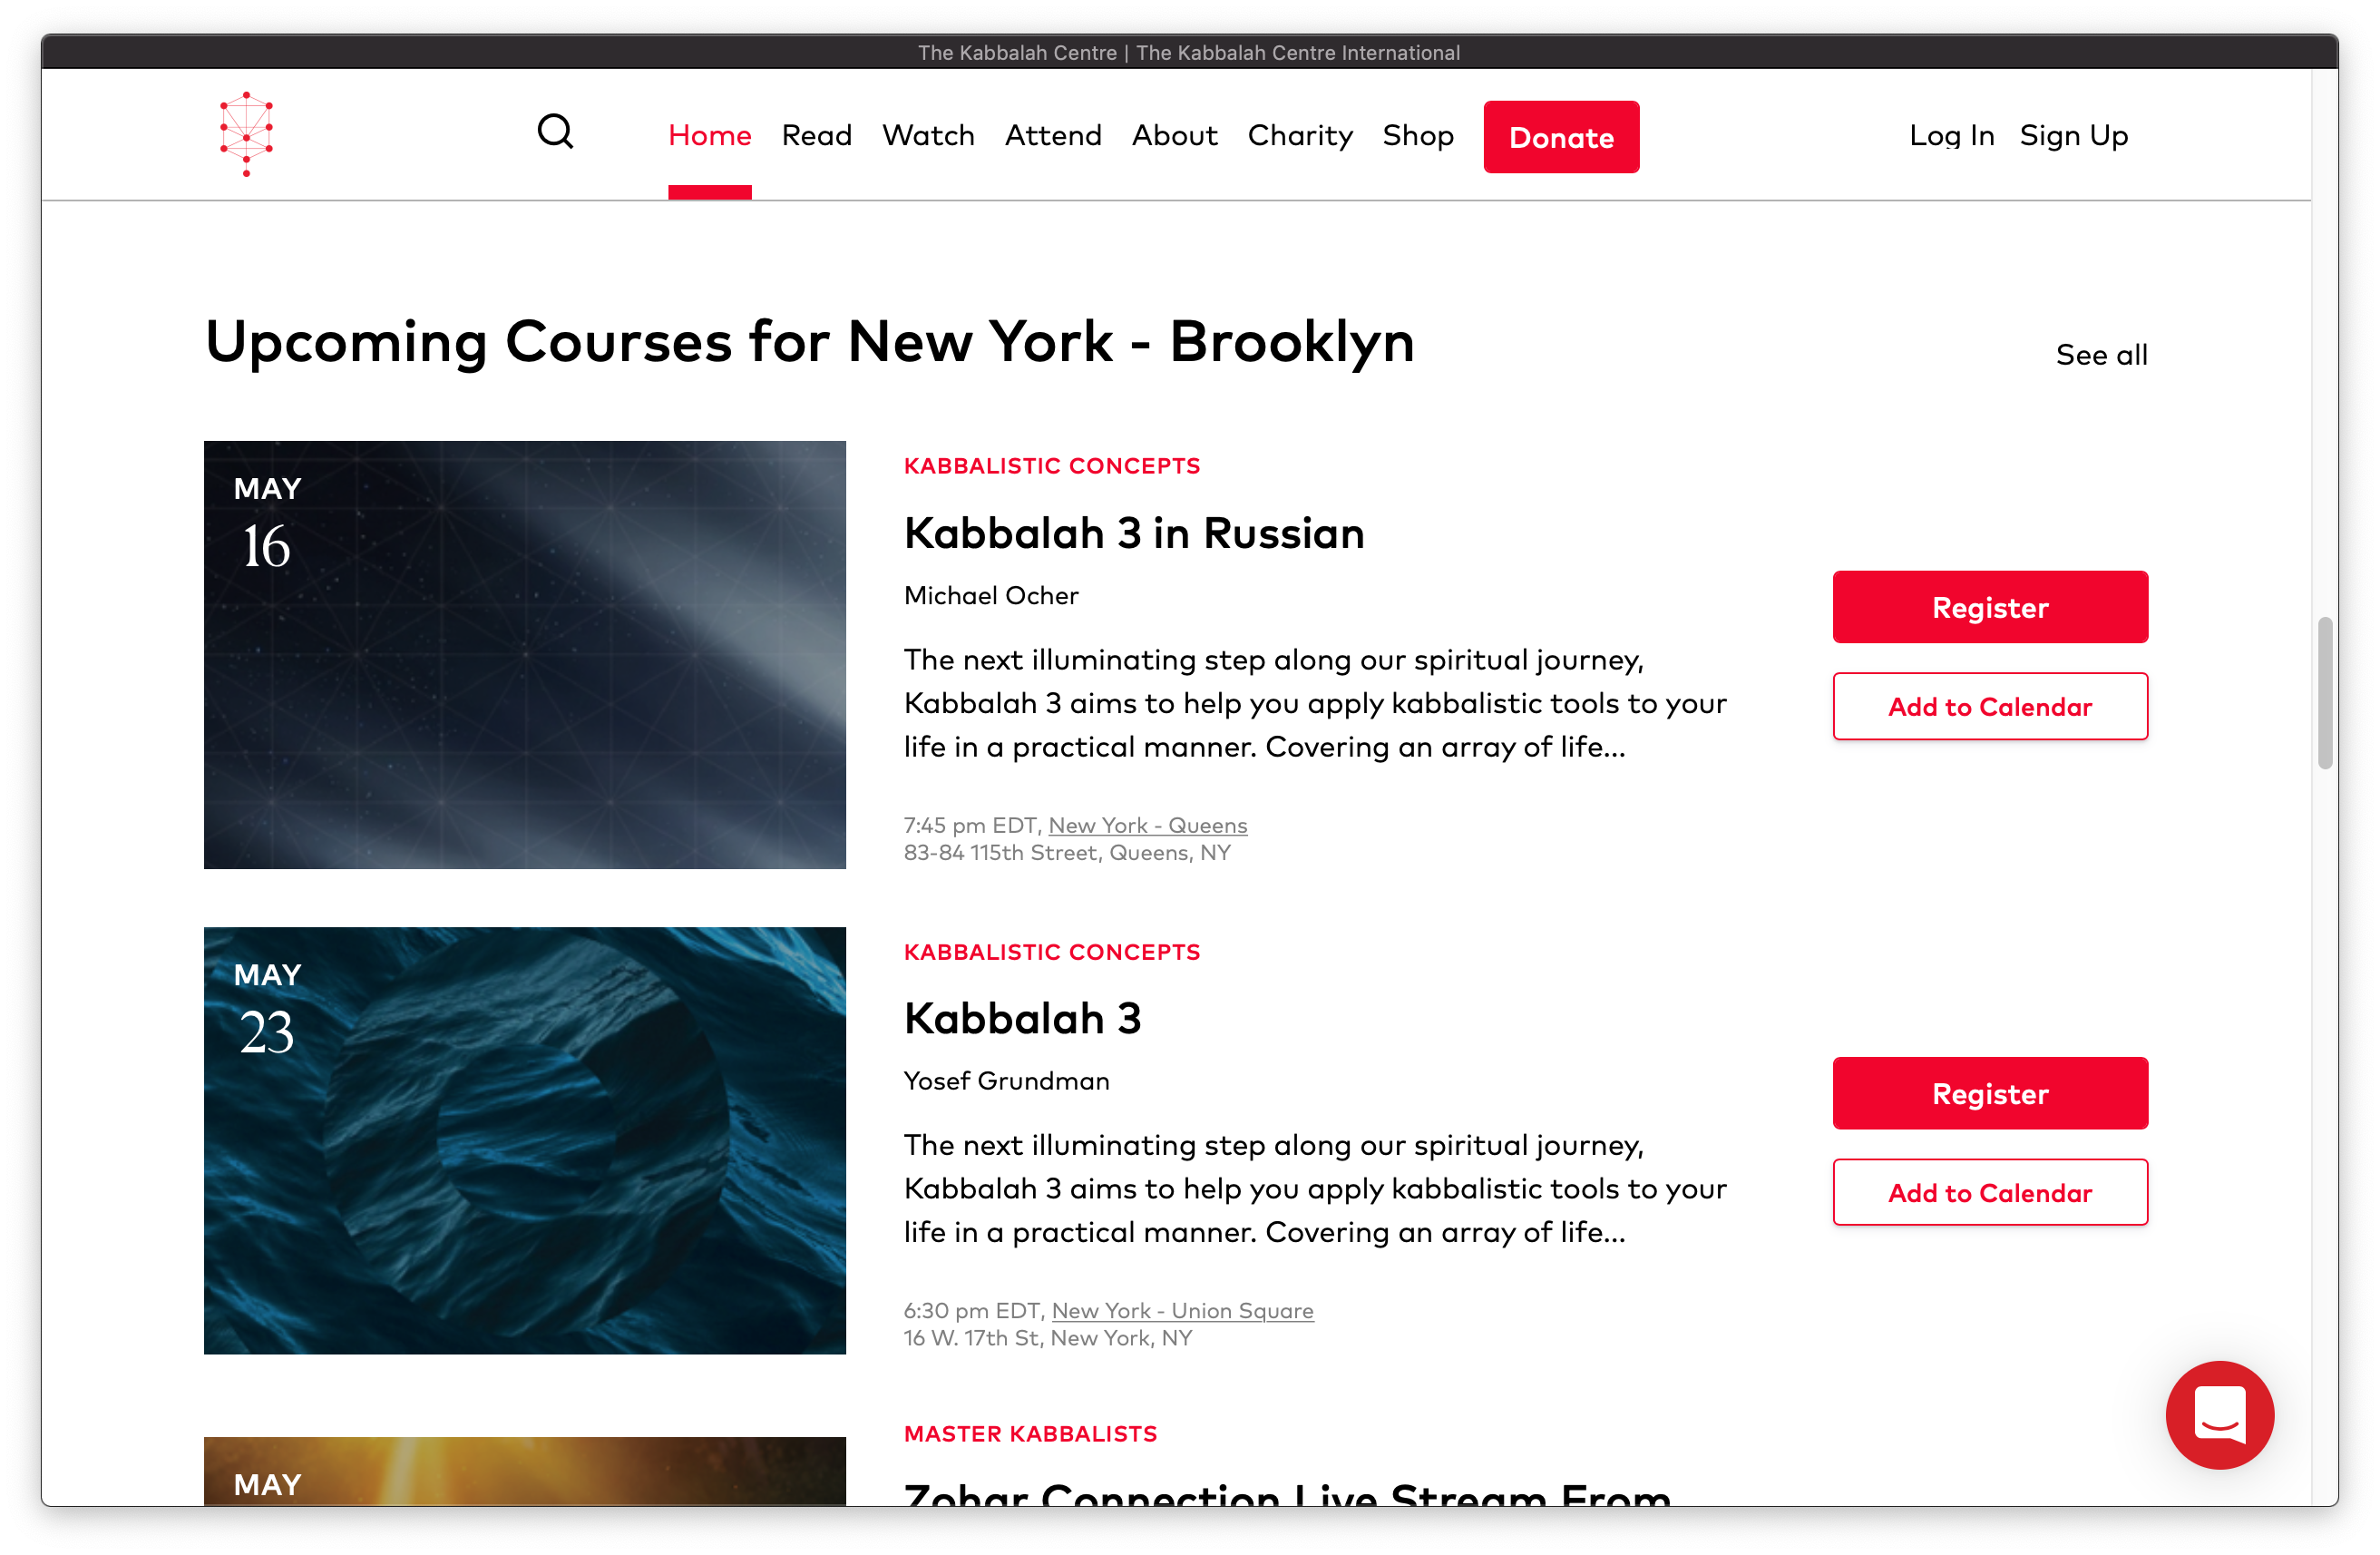 The Kabbalah Centre | The Kabbalah Centre International
Home Read Watch Attend About Charity Shop Donate Log In Sign Up
Upcoming Courses for New York - Brooklyn
See all
MAY
16
KABBALISTIC CONCEPTS
Kabbalah 3 in Russian
Michael Ocher
The next illuminating step along our spiritual journey,
Kabbalah 3 aims to help you apply kabbalistic tools to your
life in a practical manner. Covering an array of life...
7:45 pm EDT, New York - Queens
83-84 115th Street, Queens, NY
Register
Add to Calendar
MAY
23
KABBALISTIC CONCEPTS
Kabbalah 3
Yosef Grundman
The next illuminating step along our spiritual journey,
Kabbalah 3 aims to help you apply kabbalistic tools to your
life in a practical manner. Covering an array of life...
6:30 pm EDT, New York - Union Square
16 W. 17th St, New York, NY
Register
Add to Calendar
MAY
MASTER KABBALISTS
Zohar Connection Live Stream From